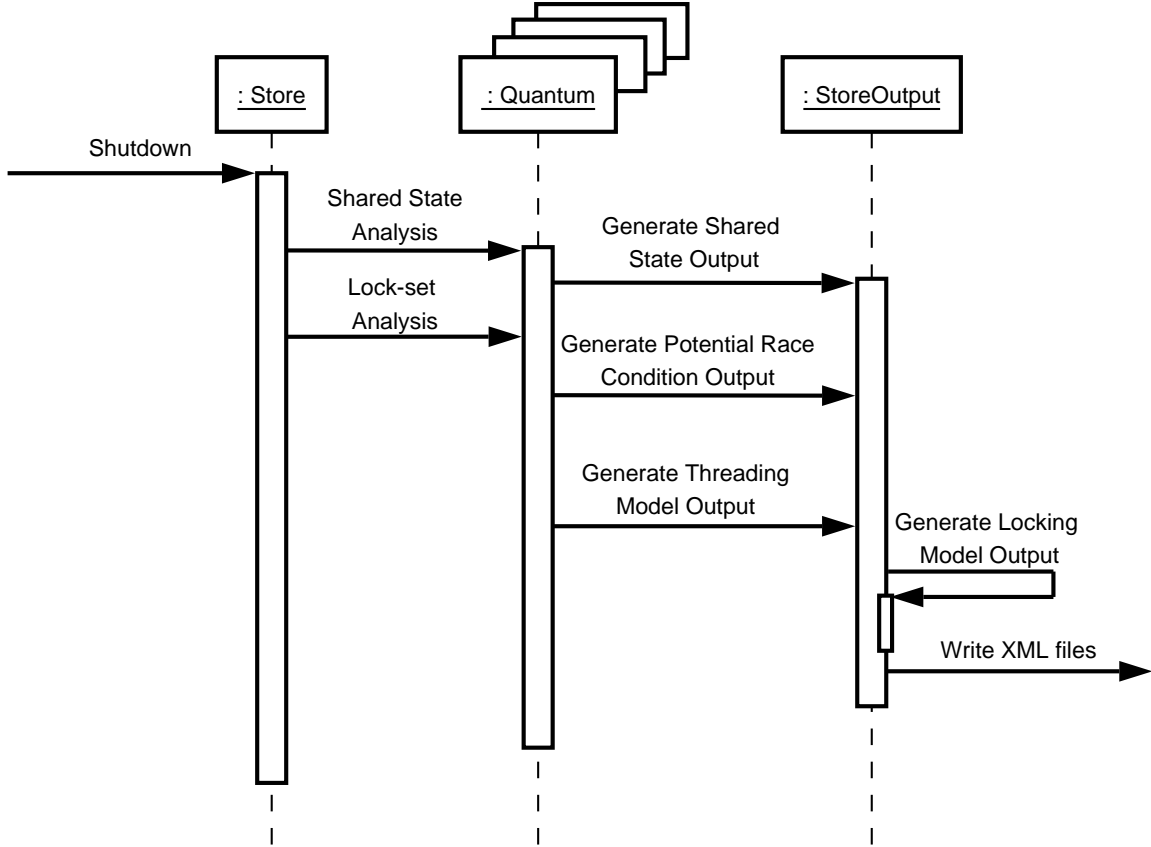 : Store
: Quantum
: StoreOutput
Shutdown
Shared State
Analysis
Generate Shared
State Output
Lock-set
Analysis
Generate Potential Race
Condition Output
Generate Threading
Model Output
Generate Locking
Model Output
Write XML files